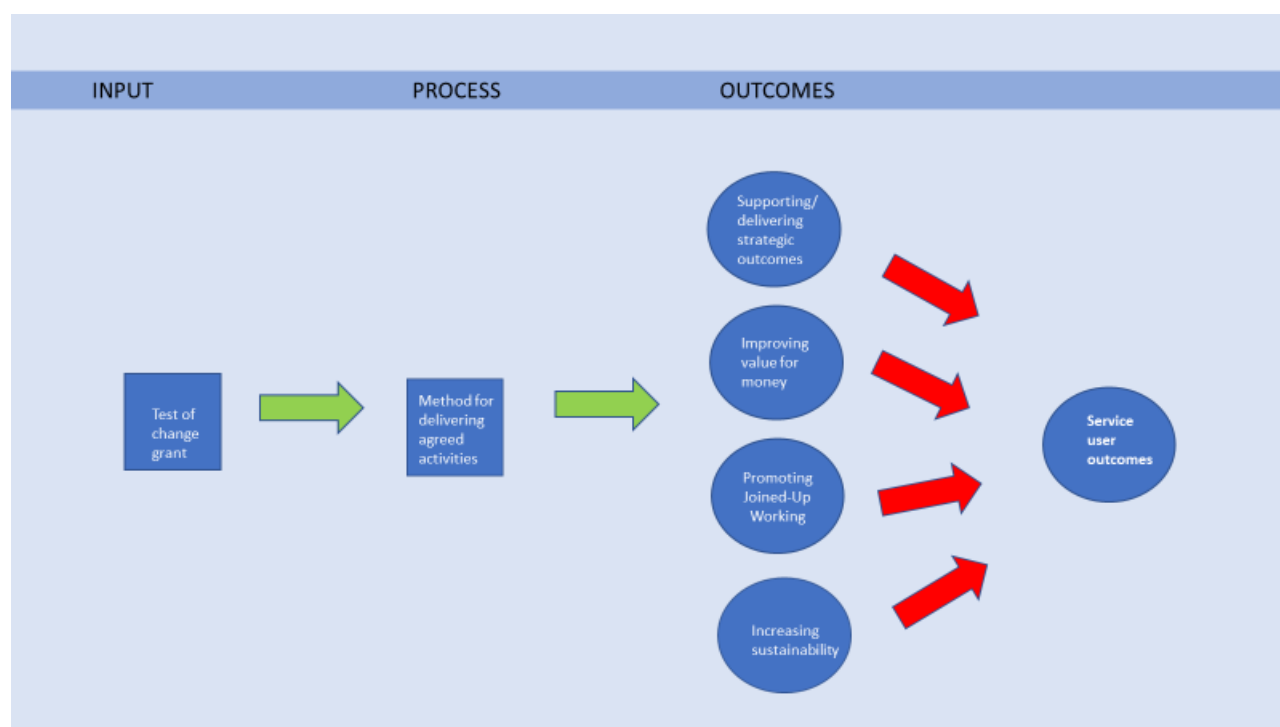 INPUT
PROCESS
OUTCOMES
Supporting/
delivering
strategic
outcomes
Improving
value for
money
Test of
change
grant
Method for
delivering
agreed
activities
Service
user
outcomes
Promoting
Joined-Up
Working
Increasing
sustainability